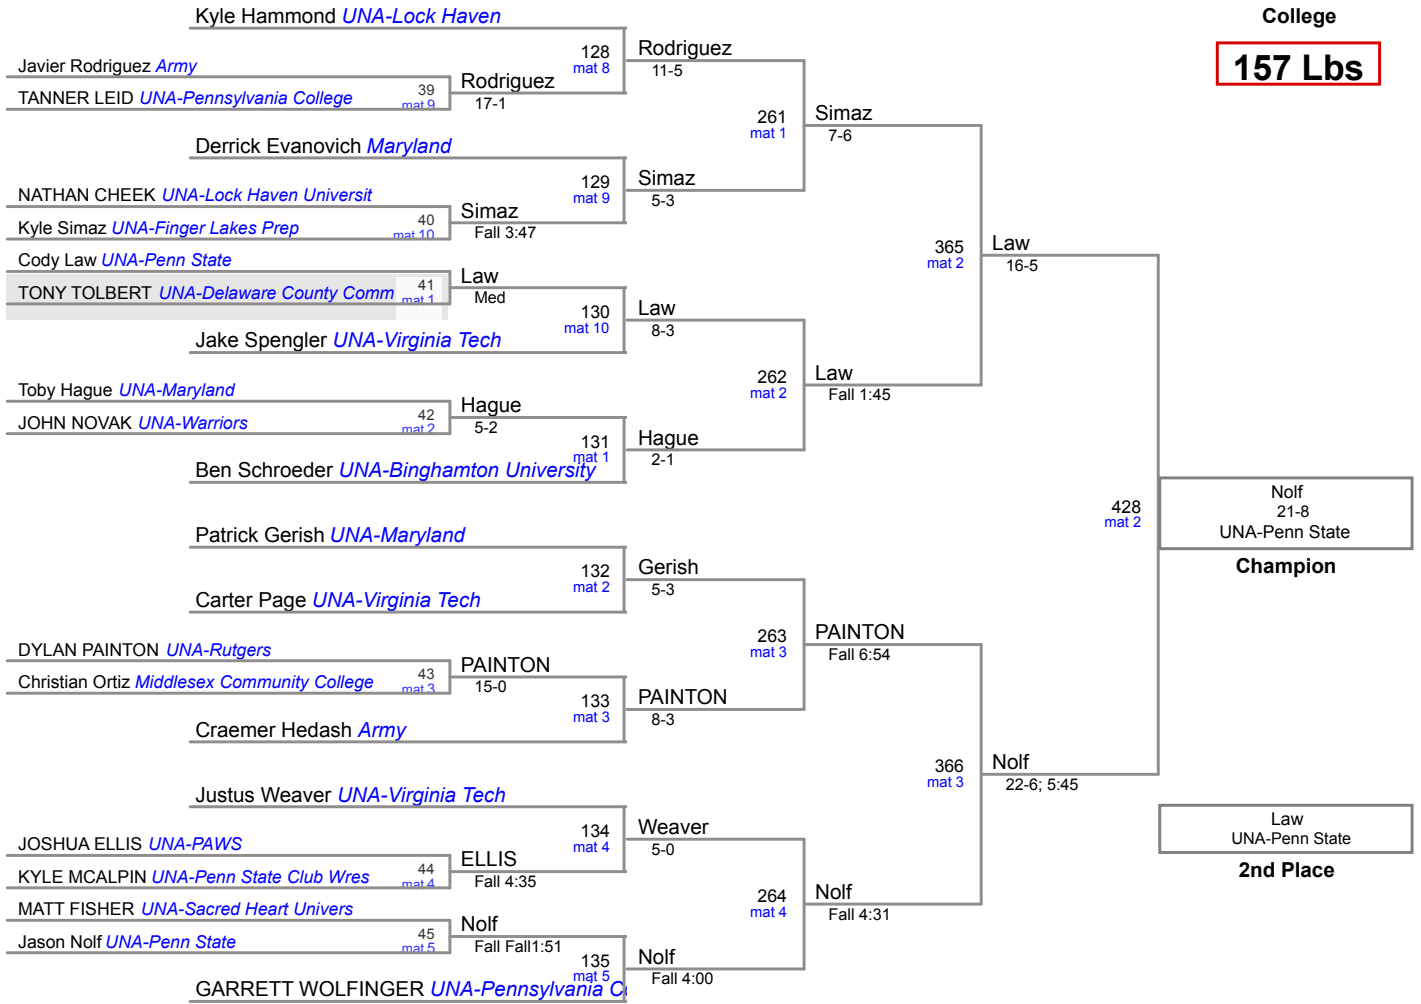 Kyle Hammond UNA-Lock Haven
College
157 Lbs
128
mat 8
Rodriguez
11-5
Javier Rodriguez Army
39
mat 9
Rodriguez
17-1
TANNER LEID UNA-Pennsylvania College
261
mat 1
Simaz
7-6
Derrick Evanovich Maryland
129
mat 9
Simaz
5-3
NATHAN CHEEK UNA-Lock Haven Universit
40
mat 10
Simaz
Fall 3:47
Kyle Simaz UNA-Finger Lakes Prep
365
mat 2
Law
16-5
Cody Law UNA-Penn State
41
mat 1
Law
Med
TONY TOLBERT UNA-Delaware County Comm
130
mat 10
Law
8-3
Jake Spengler UNA-Virginia Tech
262
mat 2
Law
Fall 1:45
Toby Hague UNA-Maryland
42
mat 2
Hague
5-2
JOHN NOVAK UNA-Warriors
131
mat 1
Hague
2-1
Ben Schroeder UNA-Binghamton University
428
mat 2
Nolf
21-8
UNA-Penn State
Champion
Patrick Gerish UNA-Maryland
132
mat 2
Gerish
5-3
Carter Page UNA-Virginia Tech
263
mat 3
PAINTON
Fall 6:54
DYLAN PAINTON UNA-Rutgers
43
mat 3
PAINTON
15-0
Christian Ortiz Middlesex Community College
133
mat 3
PAINTON
8-3
Craemer Hedash Army
366
mat 3
Nolf
22-6; 5:45
Justus Weaver UNA-Virginia Tech
134
mat 4
Weaver
5-0
Law
UNA-Penn State
2nd Place
JOSHUA ELLIS UNA-PAWS
44
mat 4
ELLIS
Fall 4:35
KYLE MCALPIN UNA-Penn State Club Wres
264
mat 4
Nolf
Fall 4:31
MATT FISHER UNA-Sacred Heart Univers
45
mat 5
Nolf
Fall Fall1:51
Jason Nolf UNA-Penn State
135
mat 5
Nolf
Fall 4:00
GARRETT WOLFINGER UNA-Pennsylvania C